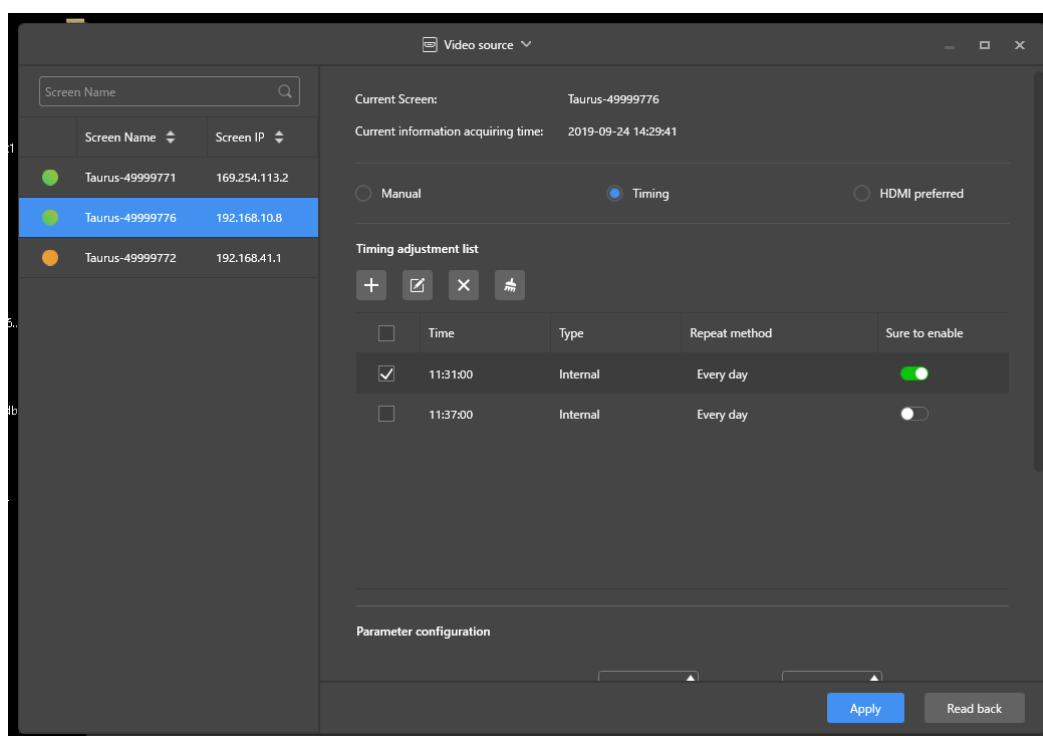 Video source
Screen Name
Screen Name Screen IP
Taurus-49999771 169.254.113.2
Taurus-49999776 192.168.10.8
Taurus-49999772 192.168.41.1
Current Screen: Taurus-49999776
Current information acquiring time: 2019-09-24 14:29:41
Manual Timing HDMI preferred
Timing adjustment list
Time Type Repeat method Sure to enable
11:31:00 Internal Every day
11:37:00 Internal Every day
Parameter configuration
Apply Read back